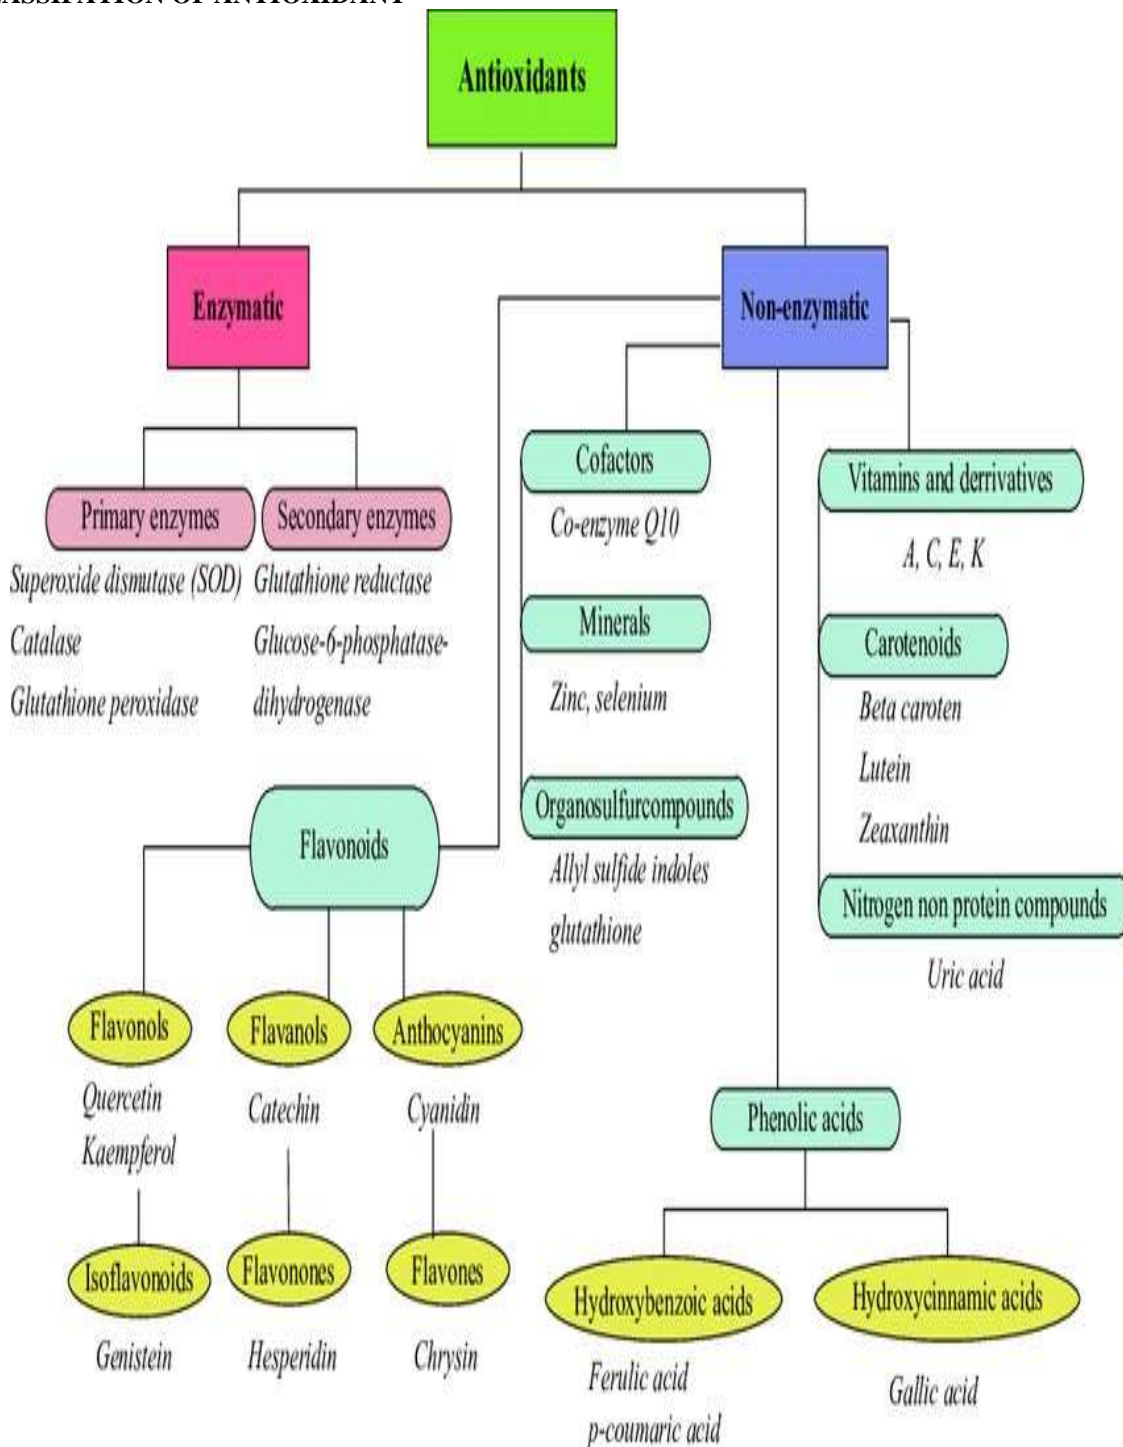 Antioxidants
Enzymatic
Non-enzymatic
Primary enzymes
Superoxide dismutase (SOD)
Catalase
Glutathione peroxidase
Secondary enzymes
Glutathione reductase
Glucose-6-phosphatase-
dihydrogenase
Cofactors
Co-enzyme Q10
Minerals
Zinc, selenium
Organosulfurcompounds
Allyl sulfide indoles
glutathione
Vitamins and derrivatives
A, C, E, K
Carotenoids
Beta caroten
Lutein
Zeaxanthin
Nitrogen non protein compounds
Uric acid
Flavonoids
Flavonols
Quercetin
Kaempferol
Flavanols
Catechin
Anthocyanins
Cyanidin
Isoflavonoids
Genistein
Flavonones
Hesperidin
Flavones
Chrysin
Phenolic acids
Hydroxybenzoic acids
Ferulic acid
p-coumaric acid
Hydroxycinnamic acids
Gallic acid